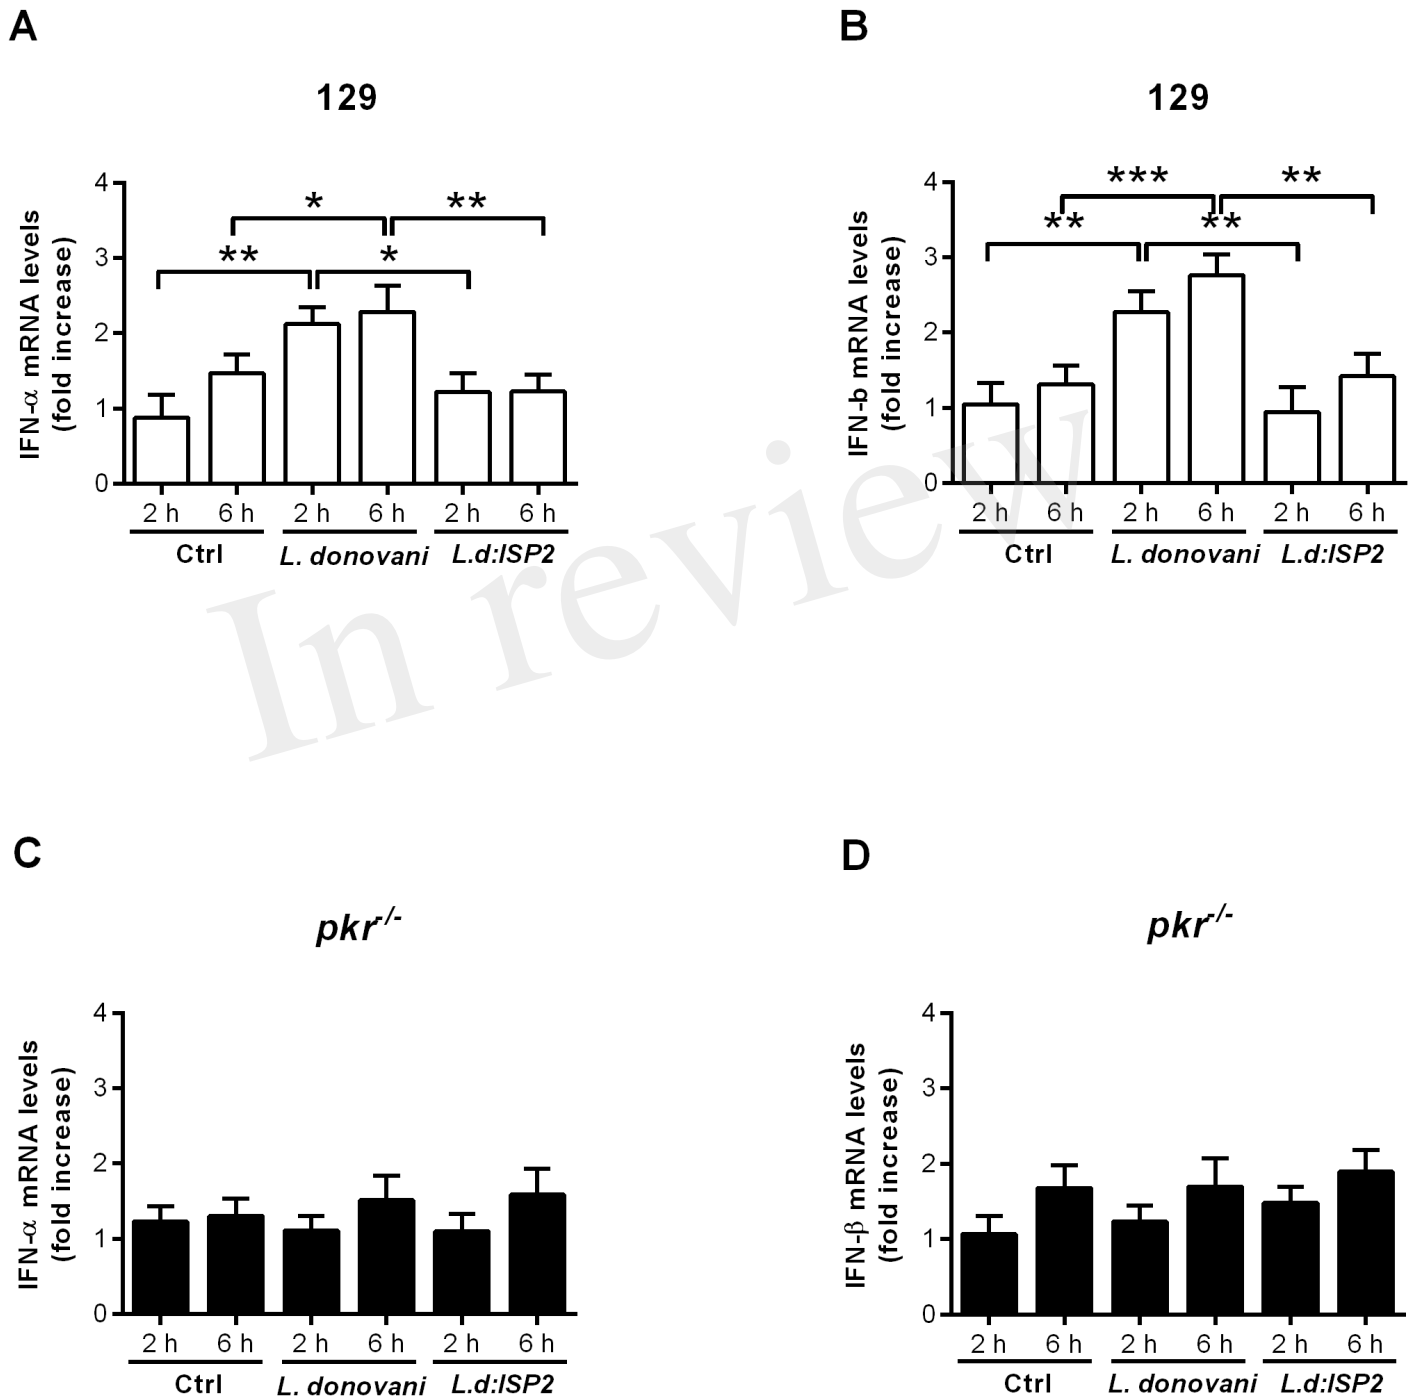 A
129
IFN-α mRNA levels
(fold increase)
4
3
2
1
0
* **
** *
2 h 6 h 2 h 6 h 2 h 6 h
Ctrl L. donovani L.d:ISP2
B
129
IFN-b mRNA levels
(fold increase)
4
3
2
1
0
*** **
** **
2 h 6 h 2 h 6 h 2 h 6 h
Ctrl L. donovani L.d:ISP2
In review
C
pkr-/-
IFN-α mRNA levels
(fold increase)
4
3
2
1
0
2 h 6 h 2 h 6 h 2 h 6 h
Ctrl L. donovani L.d:ISP2
D
pkr-/-
IFN-β mRNA levels
(fold increase)
4
3
2
1
0
2 h 6 h 2 h 6 h 2 h 6 h
Ctrl L. donovani L.d:ISP2